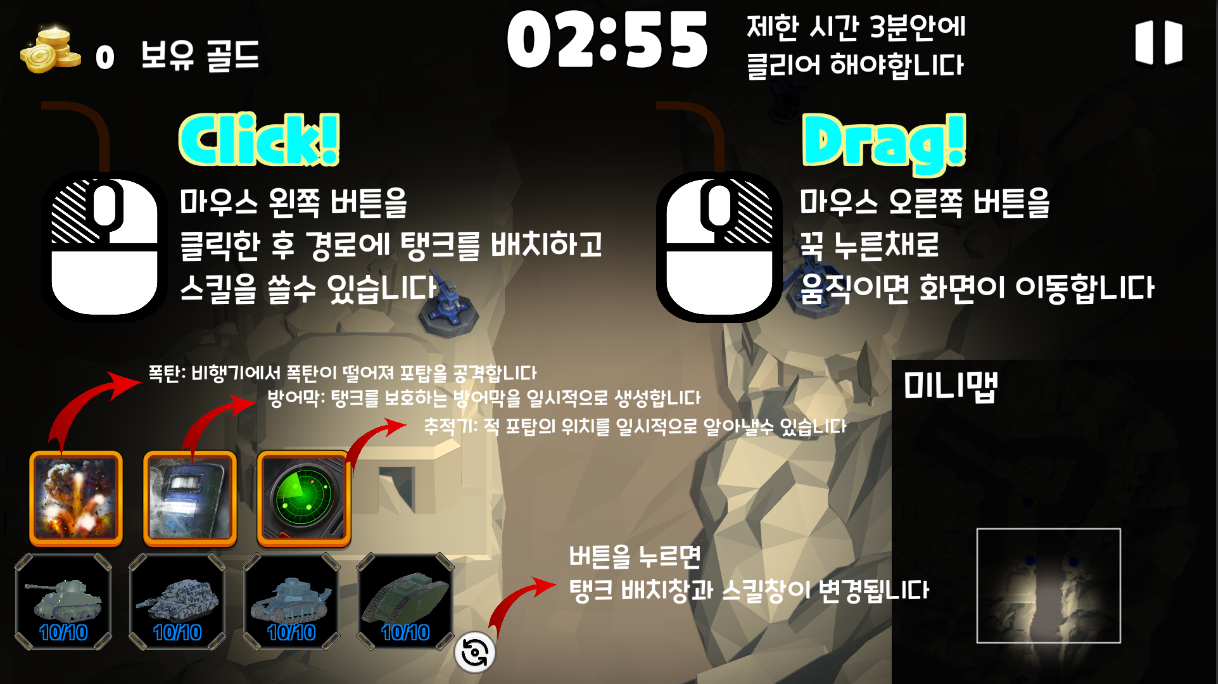 0 보유 골드
02:55
제한 시간 3분안에
클리어 해야합니다
Click!
마우스 왼쪽 버튼을
클릭한 후 경로에 탱크를 배치하고
스킬을 쓸수 있습니다
Drag!
마우스 오른쪽 버튼을
꾹 누른채로
움직이면 화면이 이동합니다
폭탄: 비행기에서 폭탄이 떨어져 포탑을 공격합니다
방어막: 탱크를 보호하는 방어막을 일시적으로 생성합니다
추적기: 적 포탑의 위치를 일시적으로 알아낼수 있습니다
미니맵
버튼을 누르면
탱크 배치창과 스킬창이 변경됩니다
10/10 10/10 10/10 10/10